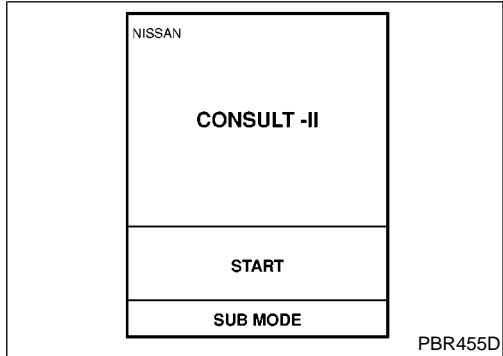 NISSAN
CONSULT -II
START
SUB MODE
PBR455D